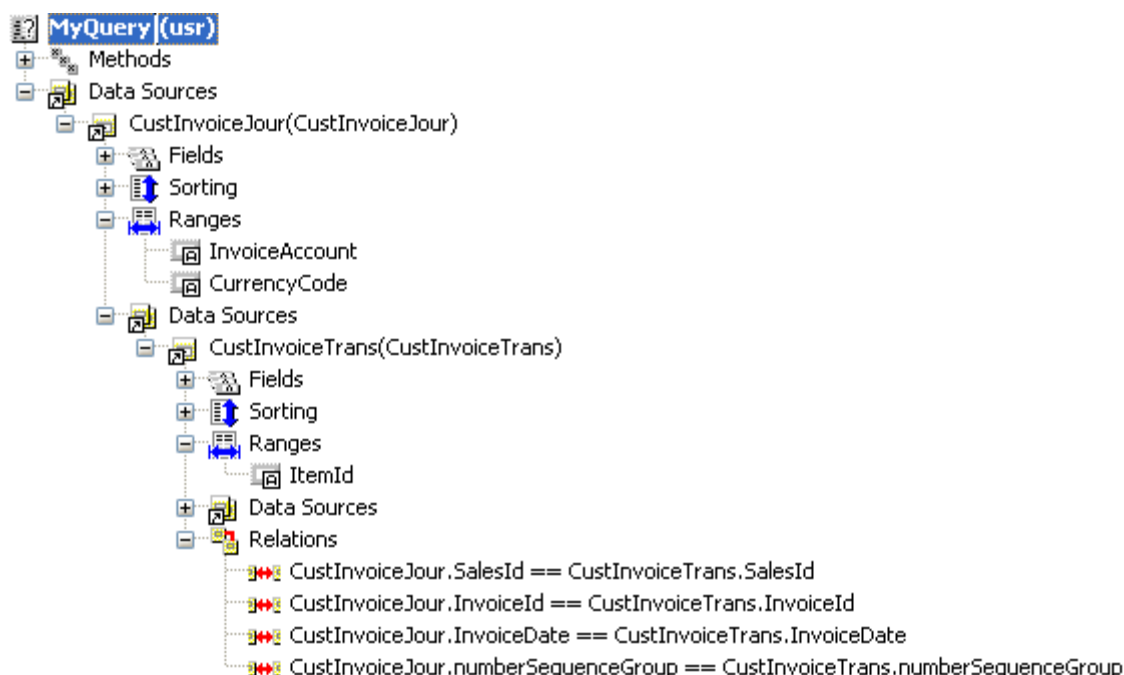 MyQuery (usr)
Methods
Data Sources
CustInvoiceJour(CustInvoiceJour)
Fields
Sorting
Ranges
InvoiceAccount
CurrencyCode
Data Sources
CustInvoiceTrans(CustInvoiceTrans)
Fields
Sorting
Ranges
ItemId
Data Sources
Relations
CustInvoiceJour.SalesId == CustInvoiceTrans.SalesId
CustInvoiceJour.InvoiceId == CustInvoiceTrans.InvoiceId
CustInvoiceJour.InvoiceDate == CustInvoiceTrans.InvoiceDate
CustInvoiceJour.numberSequenceGroup == CustInvoiceTrans.numberSequenceGroup